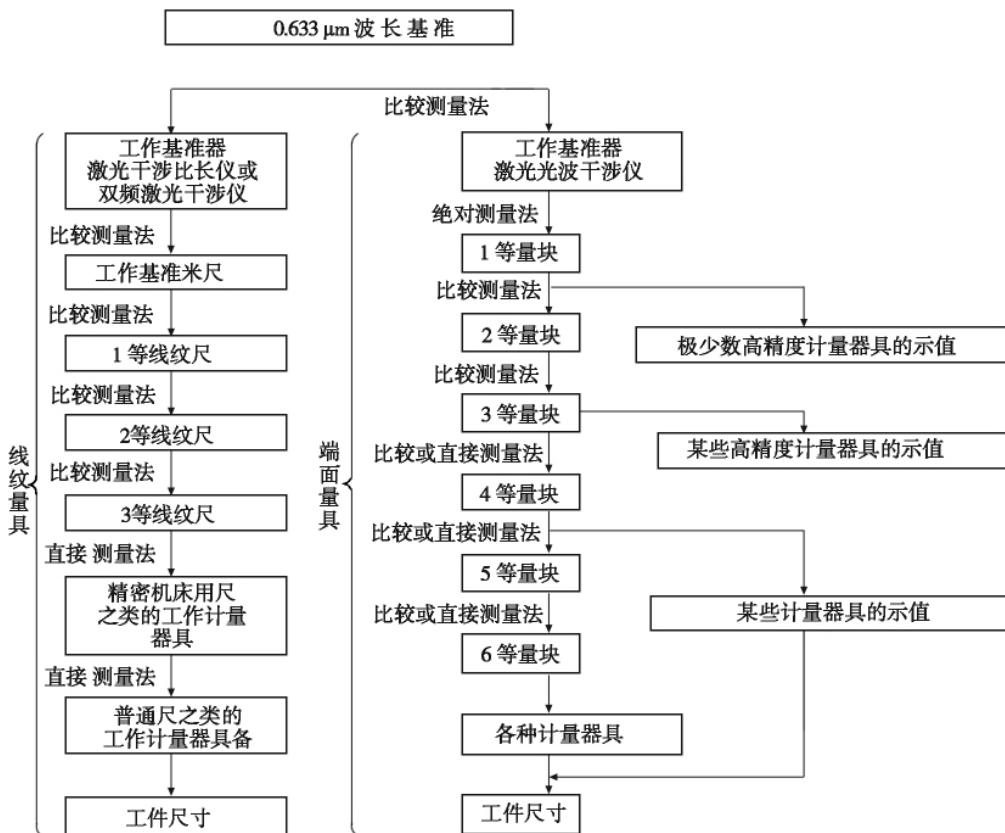 0.633 μm 波 长 基 准
比较测量法
工作基准器
激光干涉比长仪或
双频激光干涉仪
比较测量法
工作基准米尺
比较测量法
1 等线纹尺
比较测量法
2等线纹尺
比较测量法
3等线纹尺
直接 测量法
精密机床用尺
之类的工作计量
器具
直接 测量法
普通尺之类的
工作计量器具备
工件尺寸
线纹量具
工作基准器
激光光波干涉仪
绝对测量法
1 等量块
比较测量法
2 等量块
极少数高精度计量器具的示值
比较测量法
3 等量块
某些高精度计量器具的示值
比较或直接测量法
4 等量块
比较或直接测量法
5 等量块
某些计量器具的示值
比较或直接测量法
6 等量块
各种计量器具
工件尺寸
端面量具